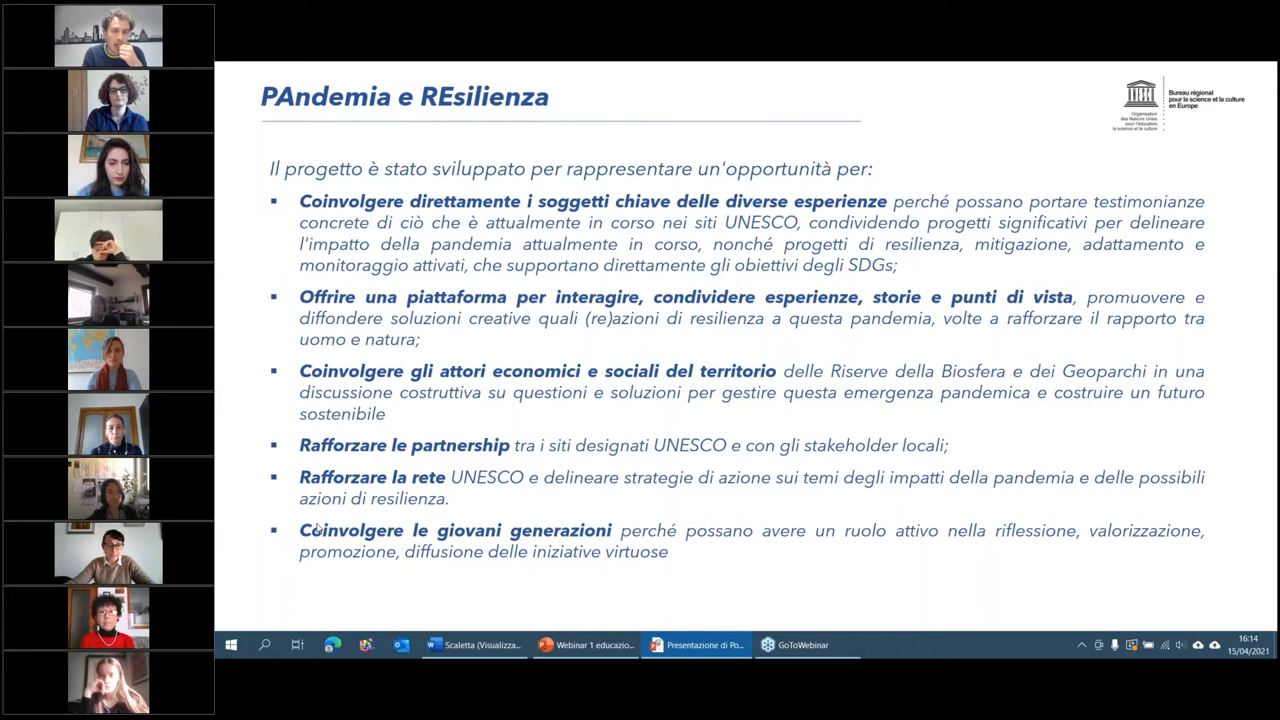 PAndemia e REsilienza
UNESCO
Organisation
des Nations Unies
pour l'éducation,
la science et la culture
Bureau régional
pour la science et la culture
en Europe
Il progetto è stato sviluppato per rappresentare un'opportunità per:
▪ Coinvolgere direttamente i soggetti chiave delle diverse esperienze perché possano portare testimonianze
concrete di ciò che è attualmente in corso nei siti UNESCO, condividendo progetti significativi per delineare
l'impatto della pandemia attualmente in corso, nonché progetti di resilienza, mitigazione, adattamento e
monitoraggio attivati, che supportano direttamente gli obiettivi degli SDGs;
▪ Offrire una piattaforma per interagire, condividere esperienze, storie e punti di vista, promuovere e
diffondere soluzioni creative quali (re)azioni di resilienza a questa pandemia, volte a rafforzare il rapporto tra
uomo e natura;
▪ Coinvolgere gli attori economici e sociali del territorio delle Riserve della Biosfera e dei Geoparchi in una
discussione costruttiva su questioni e soluzioni per gestire questa emergenza pandemica e costruire un futuro
sostenibile
▪ Rafforzare le partnership tra i siti designati UNESCO e con gli stakeholder locali;
▪ Rafforzare la rete UNESCO e delineare strategie di azione sui temi degli impatti della pandemia e delle possibili
azioni di resilienza.
▪ Coinvolgere le giovani generazioni perché possano avere un ruolo attivo nella riflessione, valorizzazione,
promozione, diffusione delle iniziative virtuose
Scaletta (Visualizza... Webinar 1 educazio... Presentazione di Po... GoToWebinar
16:14
15/04/2021